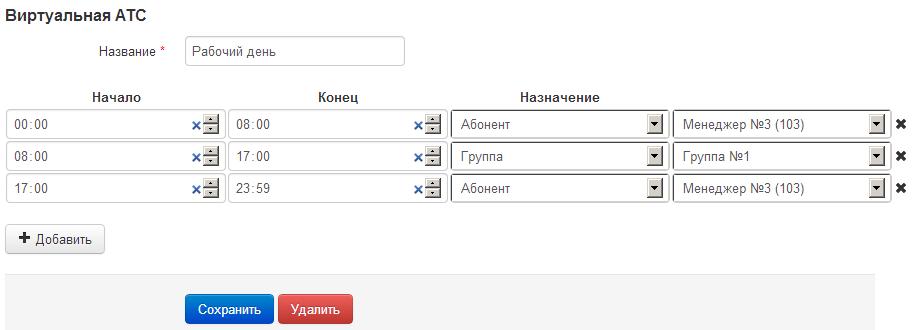 Виртуальная АТС
Название * Рабочий день
Начало Конец Назначение
00:00 08:00 Абонент Менеджер №3 (103)
08:00 17:00 Группа Группа №1
17:00 23:59 Абонент Менеджер №3 (103)
Добавить
Сохранить Удалить